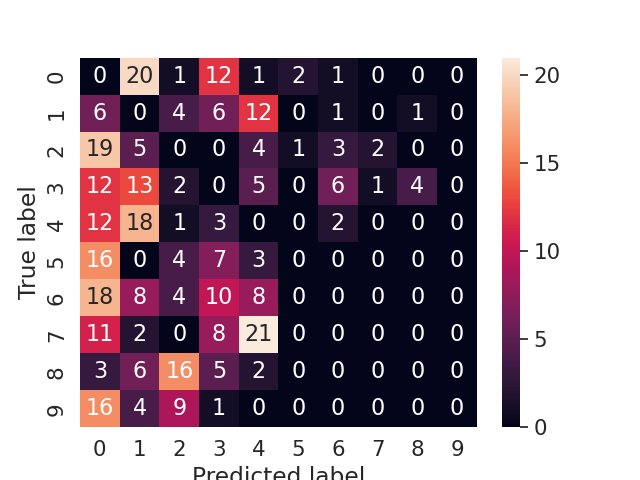 0 0 20 1 12 1 2 1 0 0 0
1 6 0 4 6 12 0 1 0 1 0
2 19 5 0 0 4 1 3 2 0 0
3 12 13 2 0 5 0 6 1 4 0
4 12 18 1 3 0 0 2 0 0 0
5 16 0 4 7 3 0 0 0 0 0
6 18 8 4 10 8 0 0 0 0 0
7 11 2 0 8 21 0 0 0 0 0
8 3 6 16 5 2 0 0 0 0 0
9 16 4 9 1 0 0 0 0 0 0
0 1 2 3 4 5 6 7 8 9
True label
Predicted label
20
15
10
5
0